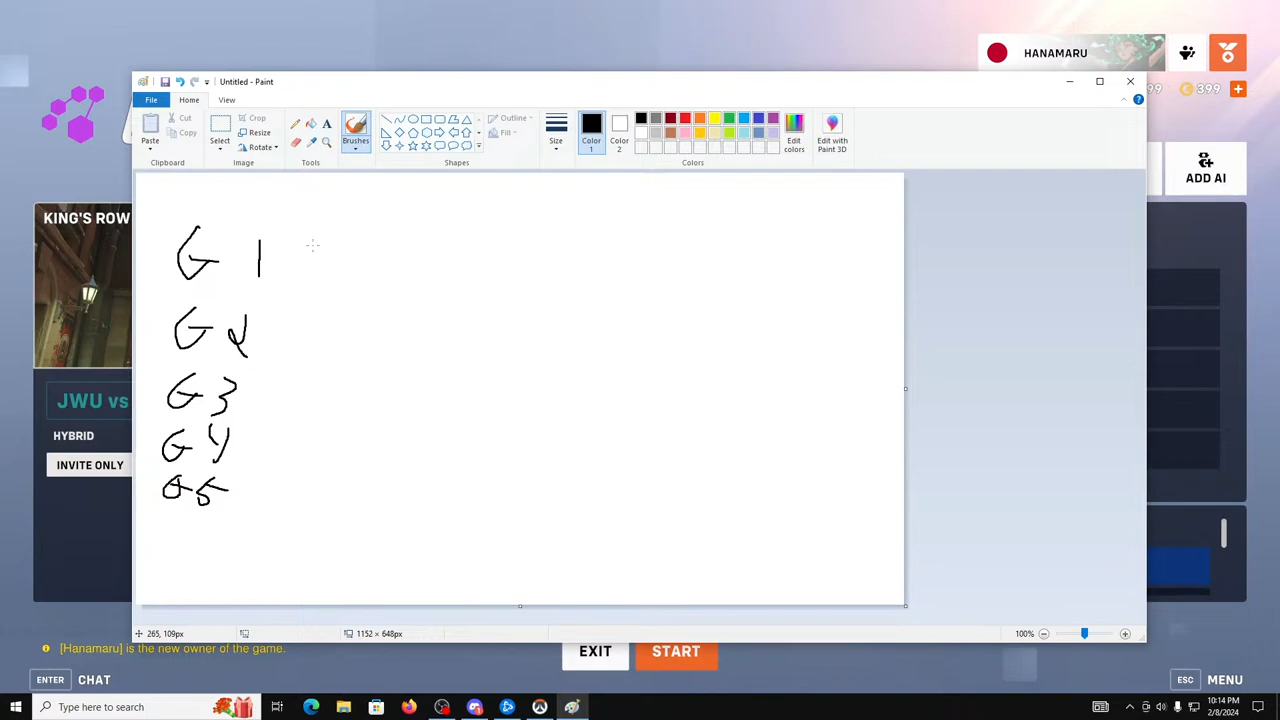 HANAMARU
99 399
Untitled - Paint
File Home View
Paste
Cut
Copy
Clipboard
Select
Crop
Resize
Rotate
Image
Tools
Brushes
Shapes
Outline
Fill
Size
Color 1
Color 2
Edit colors
Colors
Edit with Paint 3D
ADD AI
KING'S ROW
G 1
G 2
G 3
G 4
G 5
JWU vs
HYBRID
INVITE ONLY
265, 109px
1152 × 648px
100%
[Hanamaru] is the new owner of the game.
EXIT START
ENTER CHAT
ESC MENU
Type here to search
10:14 PM
2/8/2024